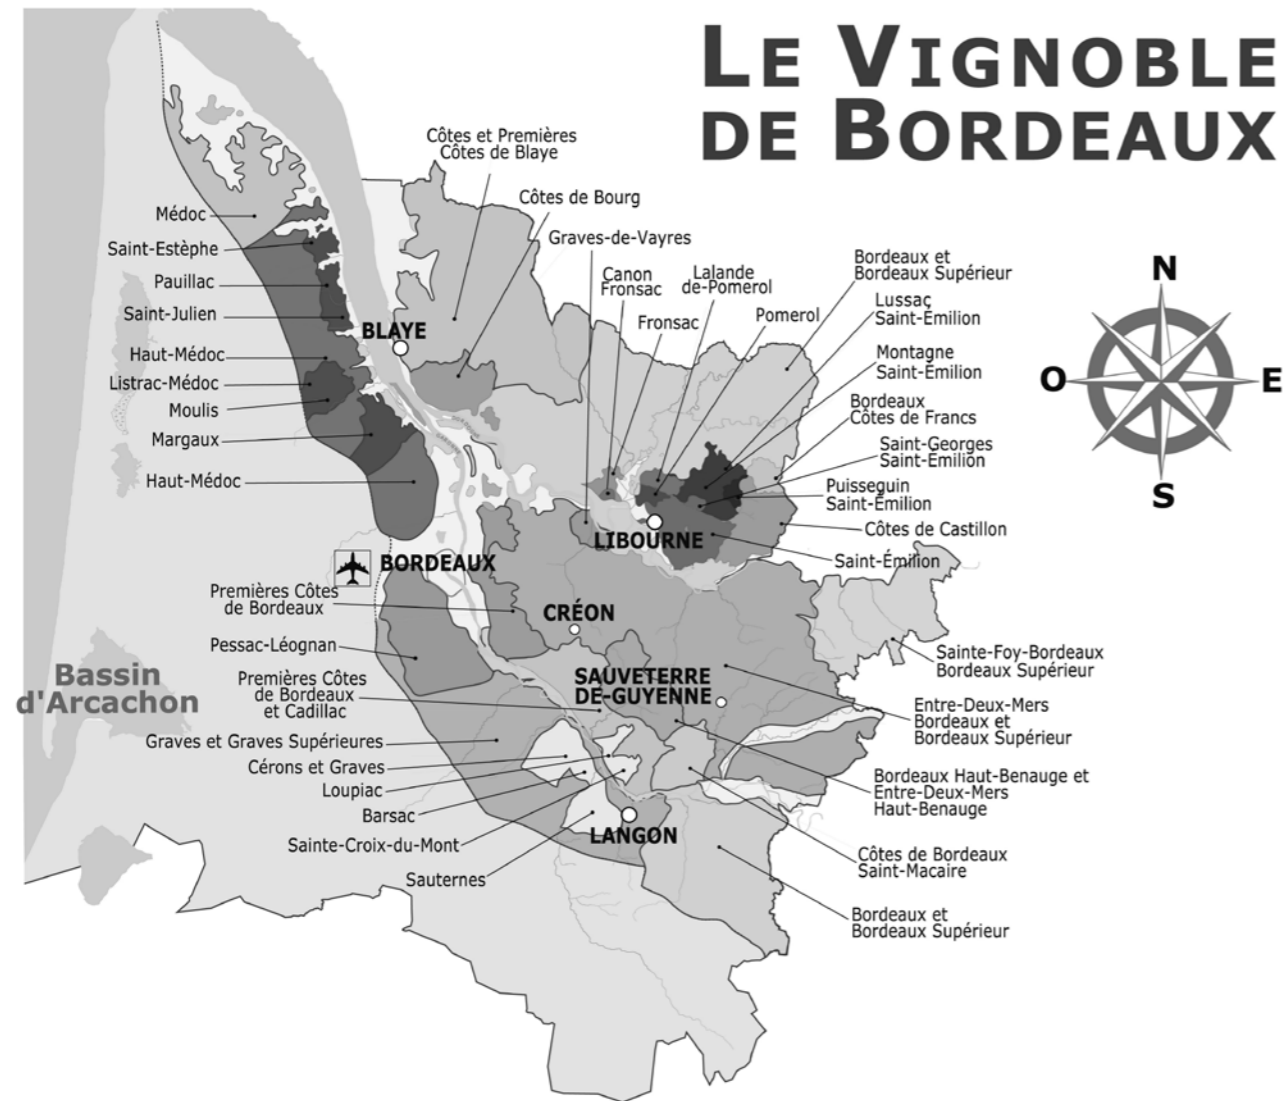 LE VIGNOBLE
DE BORDEAUX
Côtes et Premières
Côtes de Blaye
Côtes de Bourg
Graves-de-Vayres
Canon
Fronsac
Fronsac
Lalande
de-Pomerol
Pomerol
Bordeaux et
Bordeaux Supérieur
Lussac
Saint-Émilion
Montagne
Saint-Émilion
Bordeaux
Côtes de Francs
Saint-Georges
Saint-Emilion
Puisseguin
Saint-Émilion
Côtes de Castillon
Saint-Émilion
N
O
E
S
Médoc
Saint-Estèphe
Pauillac
Saint-Julien
Haut-Médoc
Listrac-Médoc
Moulis
Margaux
Haut-Médoc
BLAYE
LIBOURNE
BORDEAUX
CRÉON
SAUVETERRE
DE-GUYENNE
LANGON
Premières Côtes
de Bordeaux
Pessac-Léognan
Bassin
d'Arcachon
Premières Côtes
de Bordeaux
et Cadillac
Graves et Graves Supérieures
Cérons et Graves
Loupiac
Barsac
Sainte-Croix-du-Mont
Sauternes
Sainte-Foy-Bordeaux
Bordeaux Supérieur
Entre-Deux-Mers
Bordeaux et
Bordeaux Supérieur
Bordeaux Haut-Benauge et
Entre-Deux-Mers
Haut-Benauge
Côtes de Bordeaux
Saint-Macaire
Bordeaux et
Bordeaux Supérieur